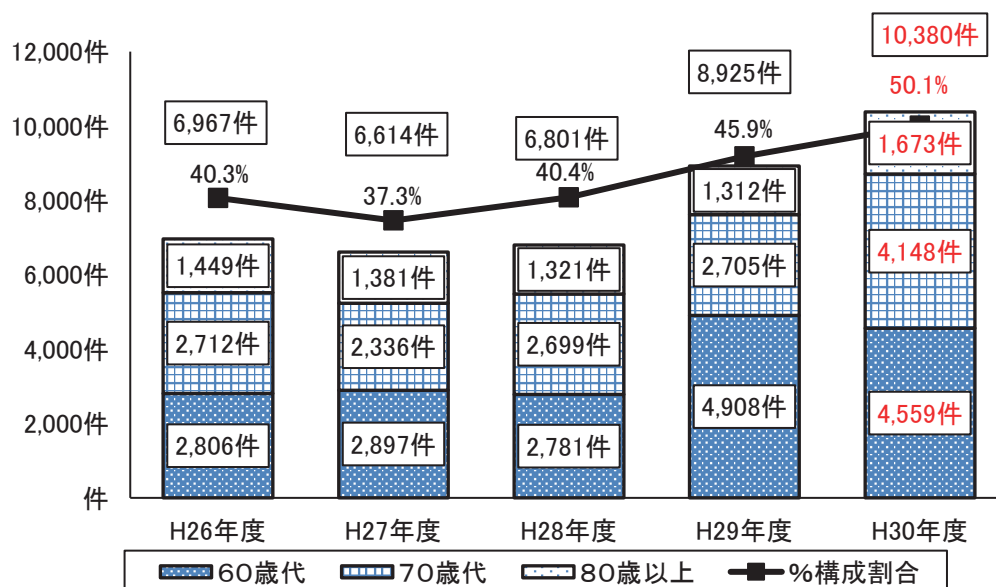 10,380件
12,000件
8,925件
50.1%
10,000件
6,967件
6,614件
6,801件
45.9%
1,673件
40.3%
37.3%
40.4%
8,000件
1,312件
1,449件
1,381件
1,321件
2,705件
4,148件
6,000件
4,000件
2,712件
2,336件
2,699件
4,908件
4,559件
2,000件
2,806件
2,897件
2,781件
件
H26年度 H27年度 H28年度 H29年度 H30年度
60歳代 70歳代 80歳以上 %構成割合